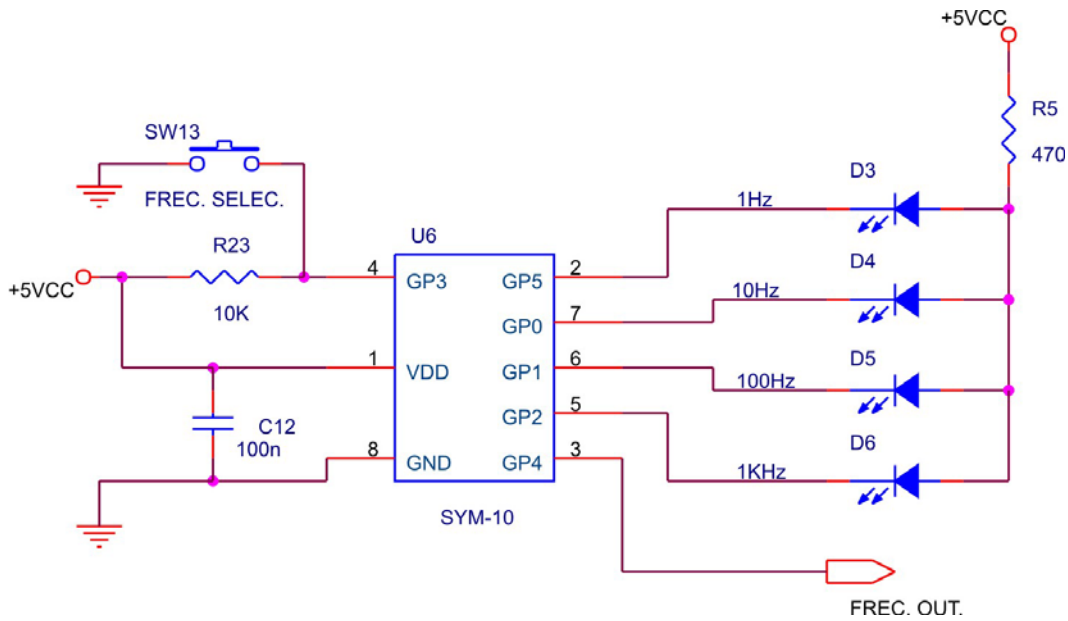 +5VCC
R5
470
SW13
FREC. SELEC.
D3
1Hz
U6
R23
+5VCC
10K
4
GP3
GP5
2
D4
10Hz
GP0
7
1
VDD
GP1
6
D5
100Hz
GP2
5
C12
100n
8
GND
GP4
3
D6
1KHz
SYM-10
FREC. OUT.